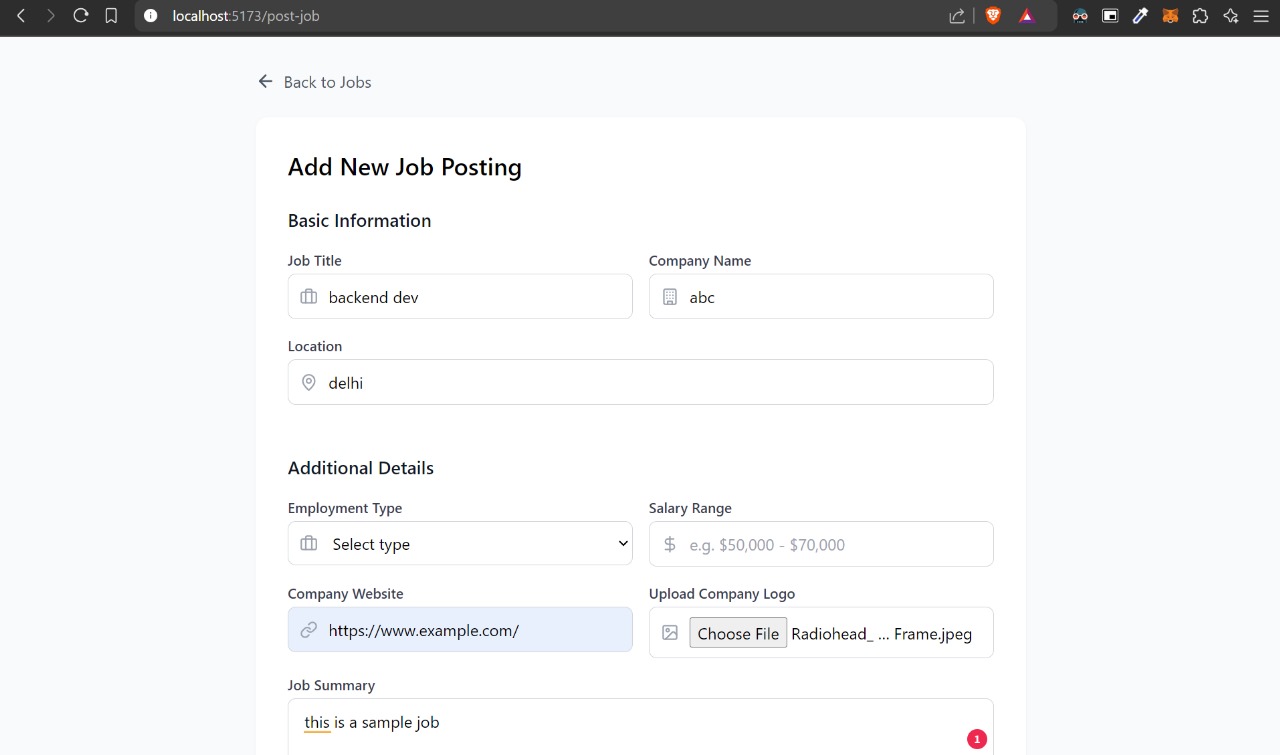 localhost:5173/post-job
Back to Jobs
Add New Job Posting
Basic Information
Job Title
Company Name
backend dev
abc
Location
delhi
Additional Details
Employment Type
Salary Range
Select type
e.g. $50,000 - $70,000
Company Website
Upload Company Logo
https://www.example.com/
Choose File Radiohead_ ... Frame.jpeg
Job Summary
this is a sample job
1